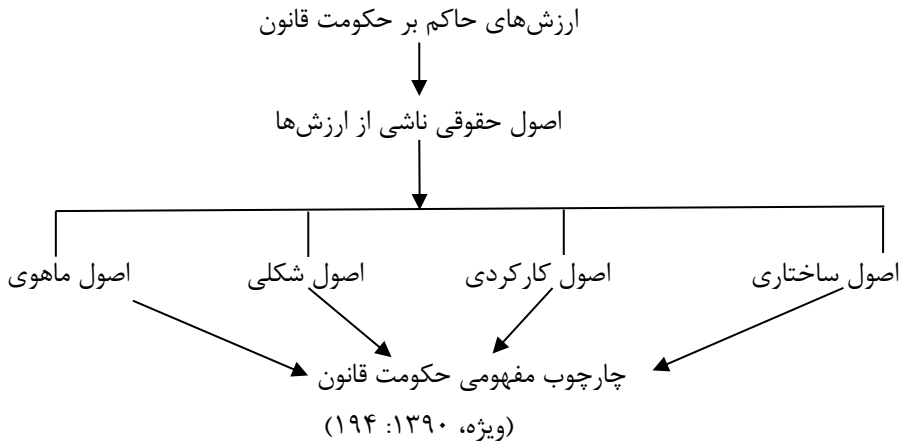 ارزش‌های حاکم بر حکومت قانون
اصول حقوقی ناشی از ارزش‌ها
اصول ساختاری اصول کارکردی اصول شکلی اصول ماهوی
چارچوب مفهومی حکومت قانون
(ویژه، ۱۳۹۰: ۱۹۴)